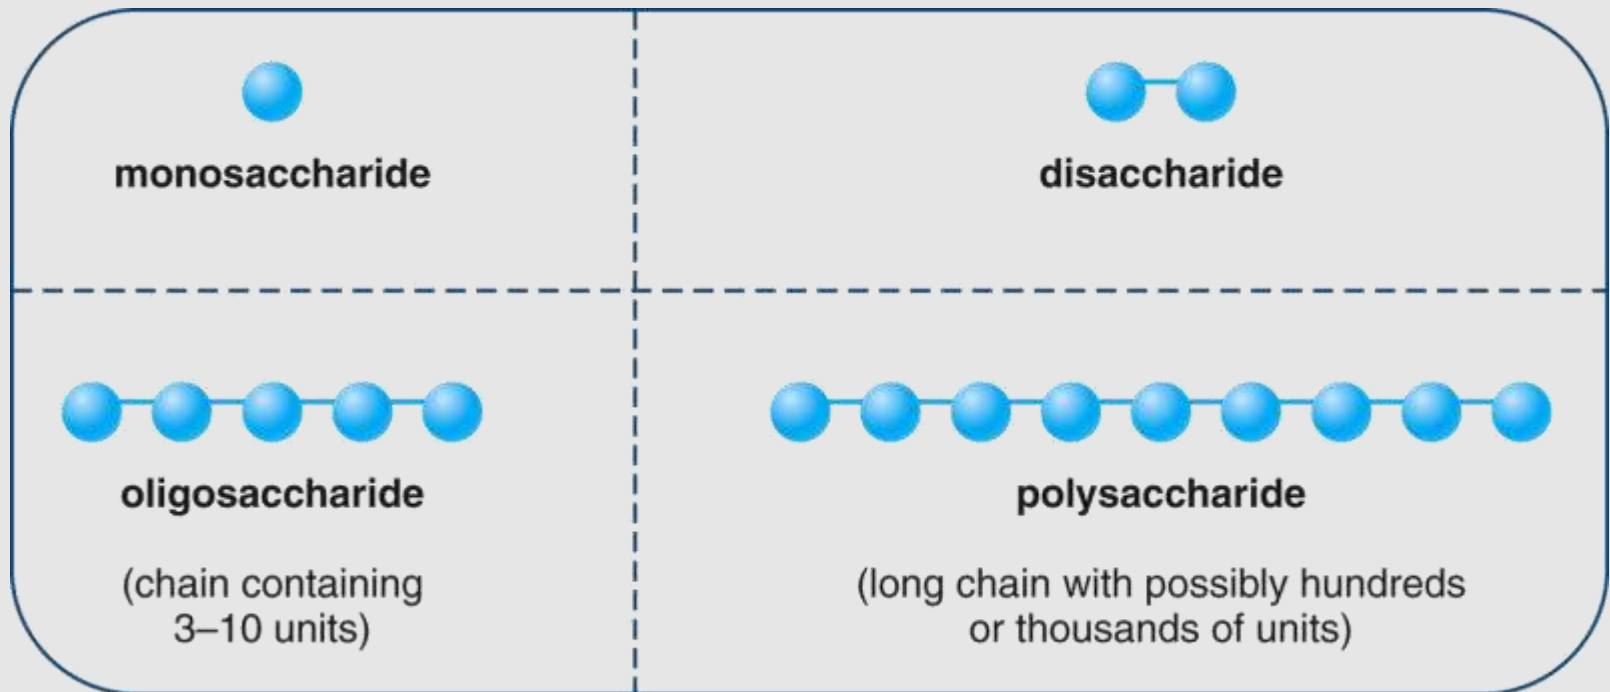 monosaccharide
disaccharide
oligosaccharide
(chain containing
3–10 units)
polysaccharide
(long chain with possibly hundreds
or thousands of units)